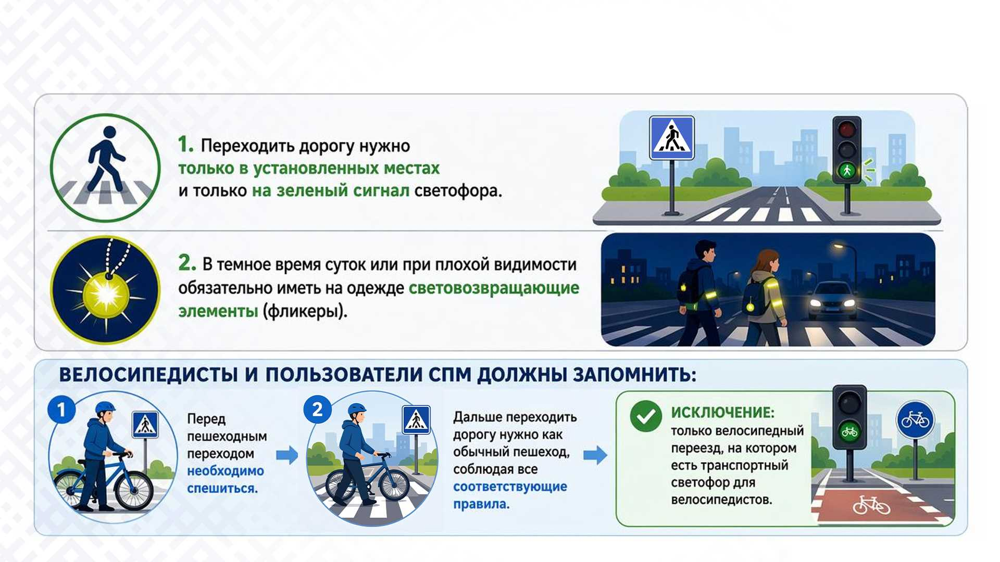 1. Переходить дорогу нужно
только в установленных местах
и только на зеленый сигнал светофора.
2. В темное время суток или при плохой видимости
обязательно иметь на одежде световозвращающие
элементы (фликеры).
ВЕЛОСИПЕДИСТЫ И ПОЛЬЗОВАТЕЛИ СПМ ДОЛЖНЫ ЗАПОМНИТЬ:
1
Перед
пешеходным
переходом
необходимо
спешиться.
2
Дальше переходить
дорогу нужно как
обычный пешеход,
соблюдая все
соответствующие
правила.
ИСКЛЮЧЕНИЕ:
только велосипедный
переезд, на котором
есть транспортный
светофор для
велосипедистов.